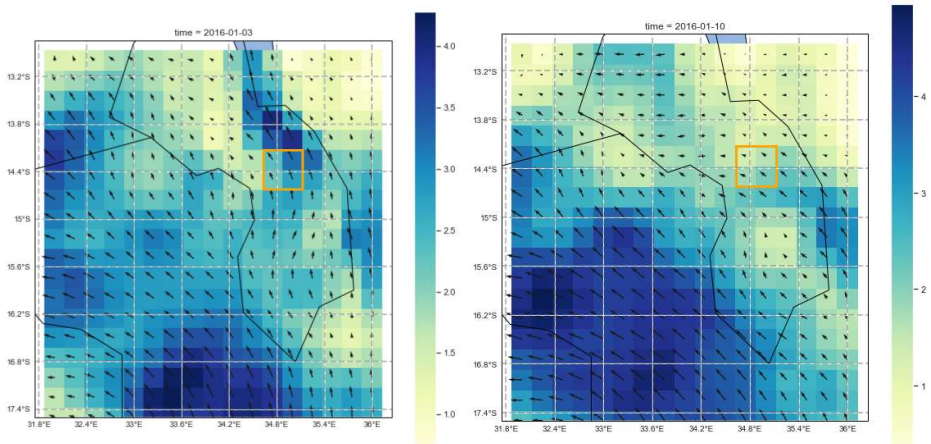 time = 2016-01-03
13.2°S
13.8°S
14.4°S
15°S
15.6°S
16.2°S
16.8°S
17.4°S
31.8°E 32.4°E 33°E 33.6°E 34.2°E 34.8°E 35.4°E 36°E
4.0
3.5
3.0
2.5
2.0
1.5
1.0
time = 2016-01-10
13.2°S
13.8°S
14.4°S
15°S
15.6°S
16.2°S
16.8°S
17.4°S
31.8°E 32.4°E 33°E 33.6°E 34.2°E 34.8°E 35.4°E 36°E
4
3
2
1